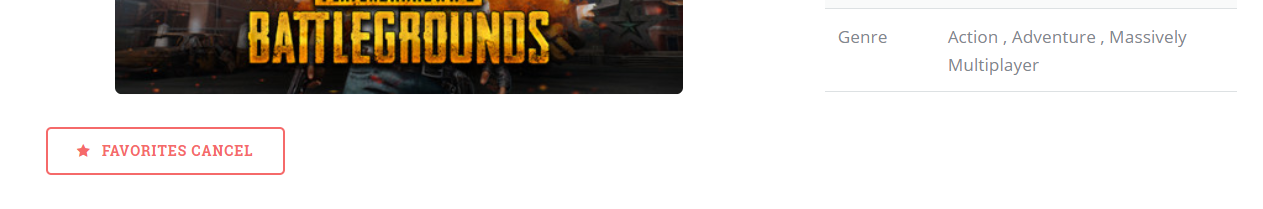 BATTLEGROUNDS
Genre
Action , Adventure , Massively
Multiplayer
FAVORITES CANCEL